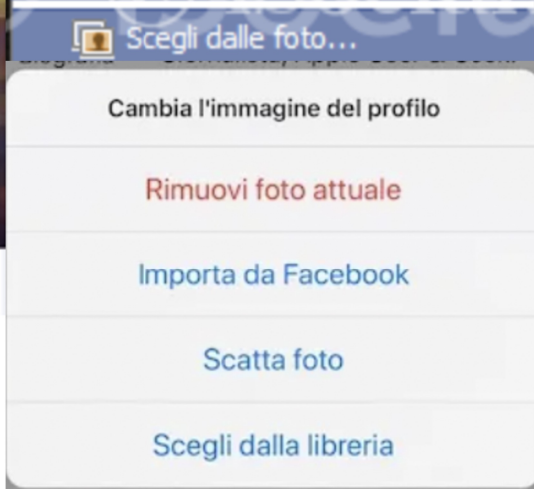 Scegli dalle foto...
Cambia l'immagine del profilo
Rimuovi foto attuale
Importa da Facebook
Scatta foto
Scegli dalla libreria